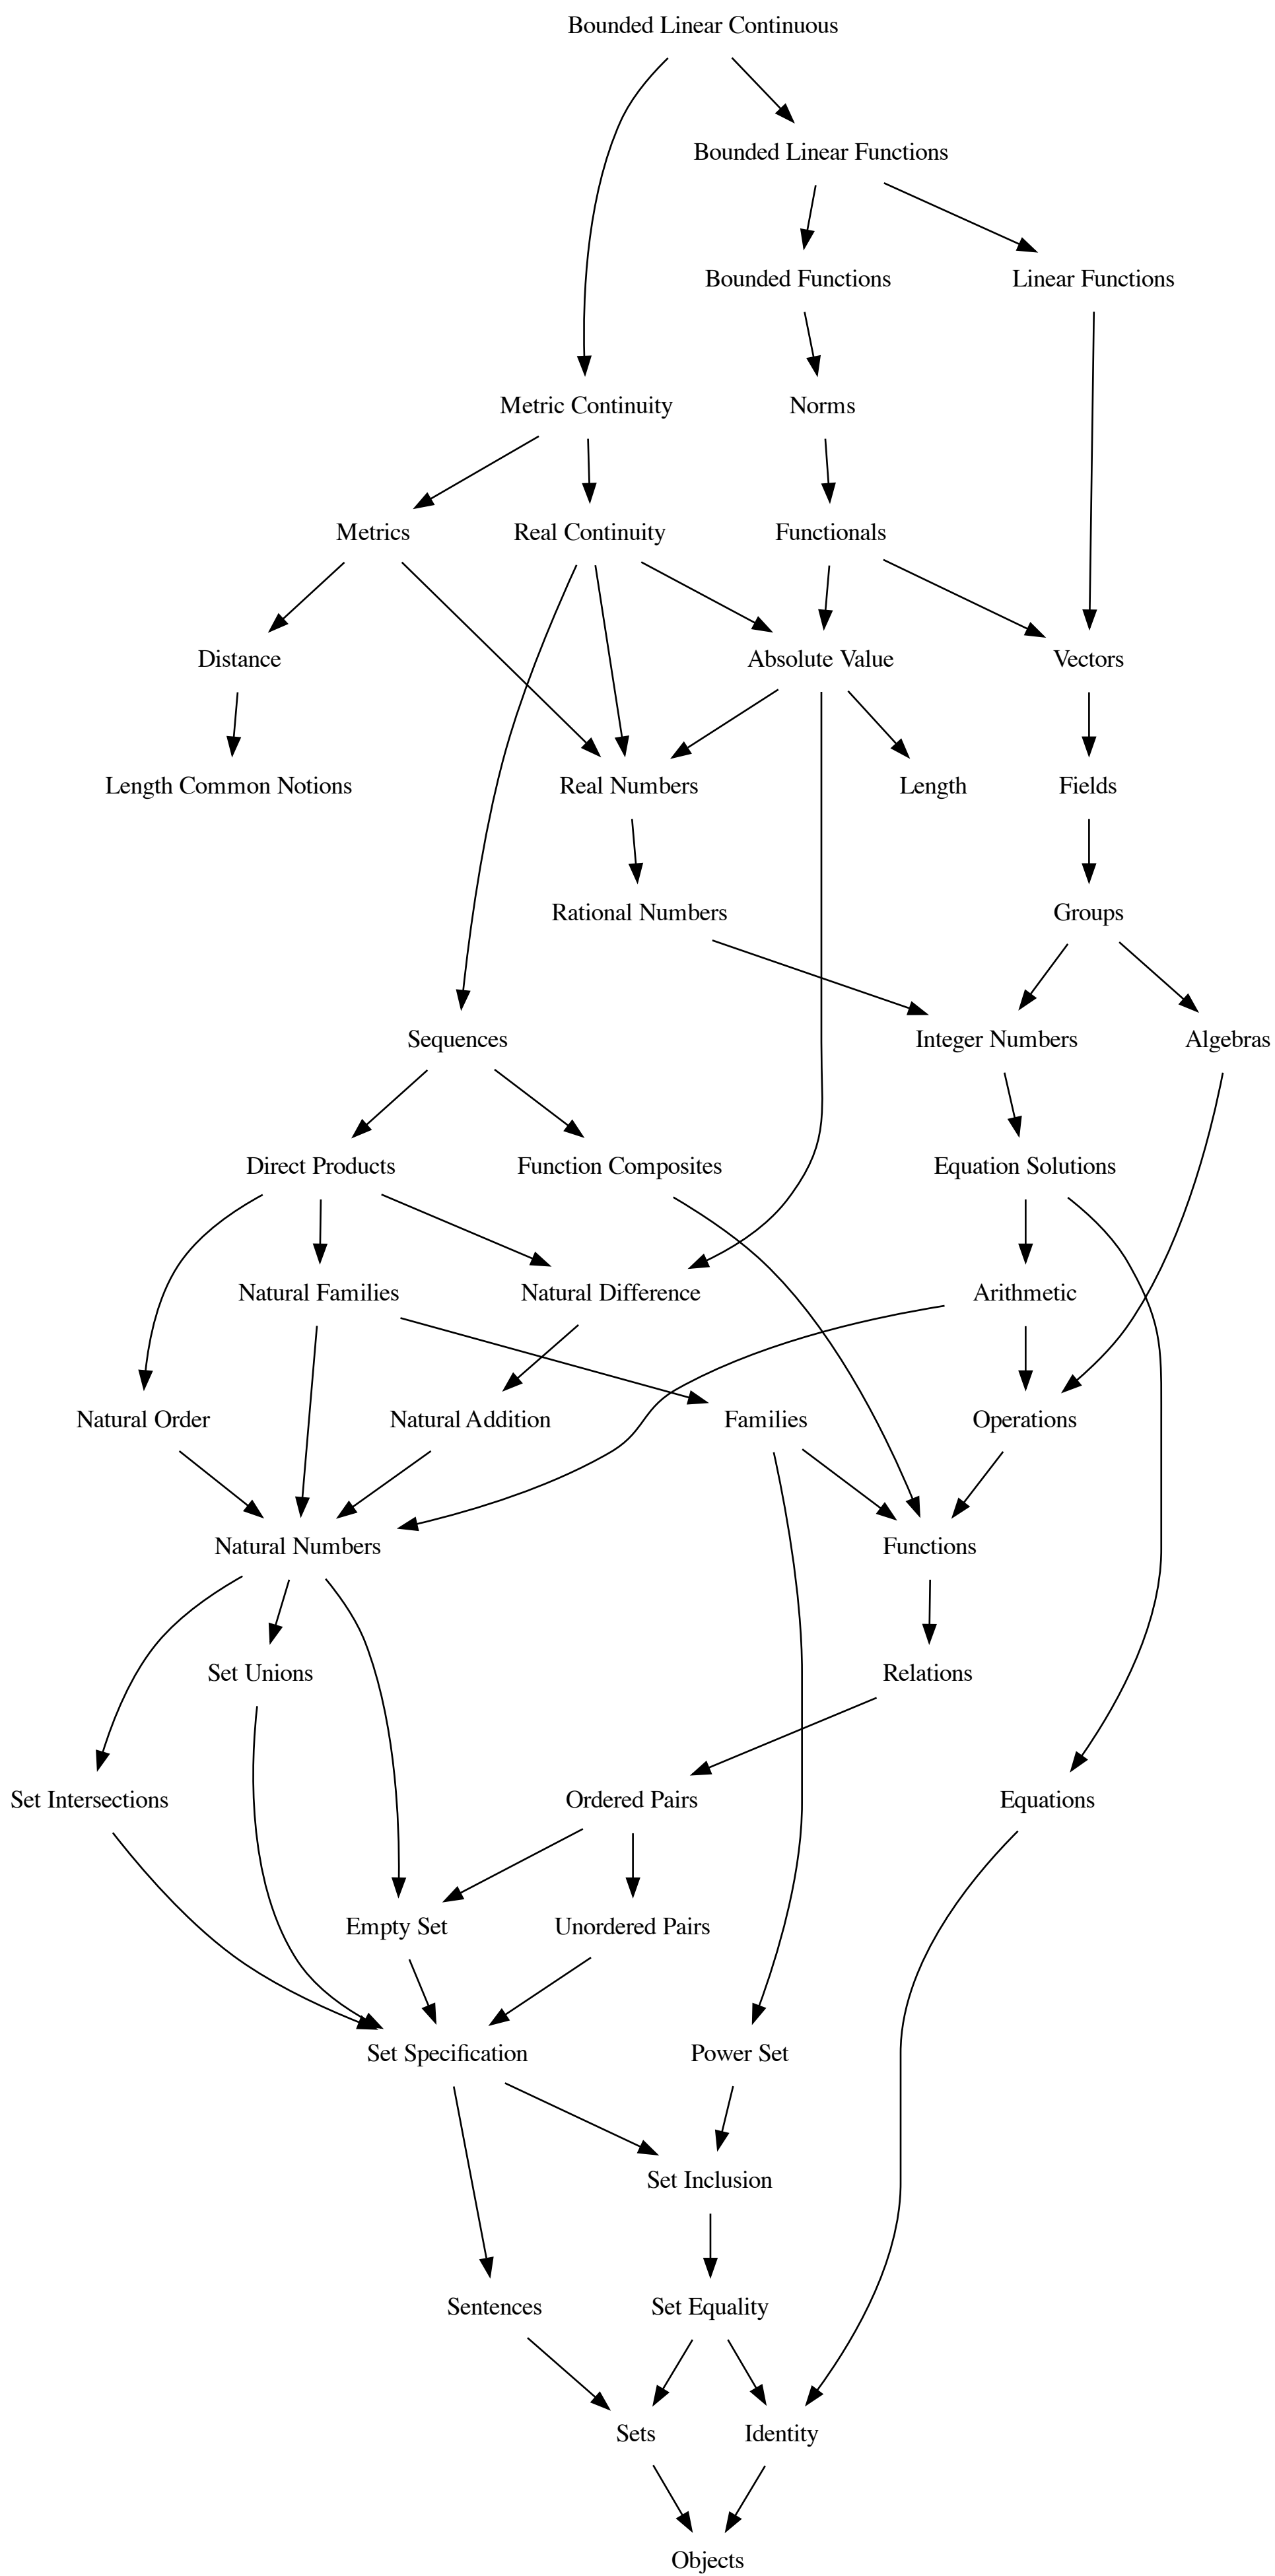 Bounded Linear Continuous
Bounded Linear Functions
Bounded Functions
Linear Functions
Metric Continuity
Norms
Metrics
Real Continuity
Functionals
Distance
Absolute Value
Vectors
Length Common Notions
Real Numbers
Length
Fields
Rational Numbers
Groups
Sequences
Integer Numbers
Algebras
Direct Products
Function Composites
Equation Solutions
Natural Families
Natural Difference
Arithmetic
Natural Order
Natural Addition
Families
Operations
Natural Numbers
Functions
Set Unions
Relations
Set Intersections
Ordered Pairs
Equations
Empty Set
Unordered Pairs
Set Specification
Power Set
Set Inclusion
Sentences
Set Equality
Sets
Identity
Objects